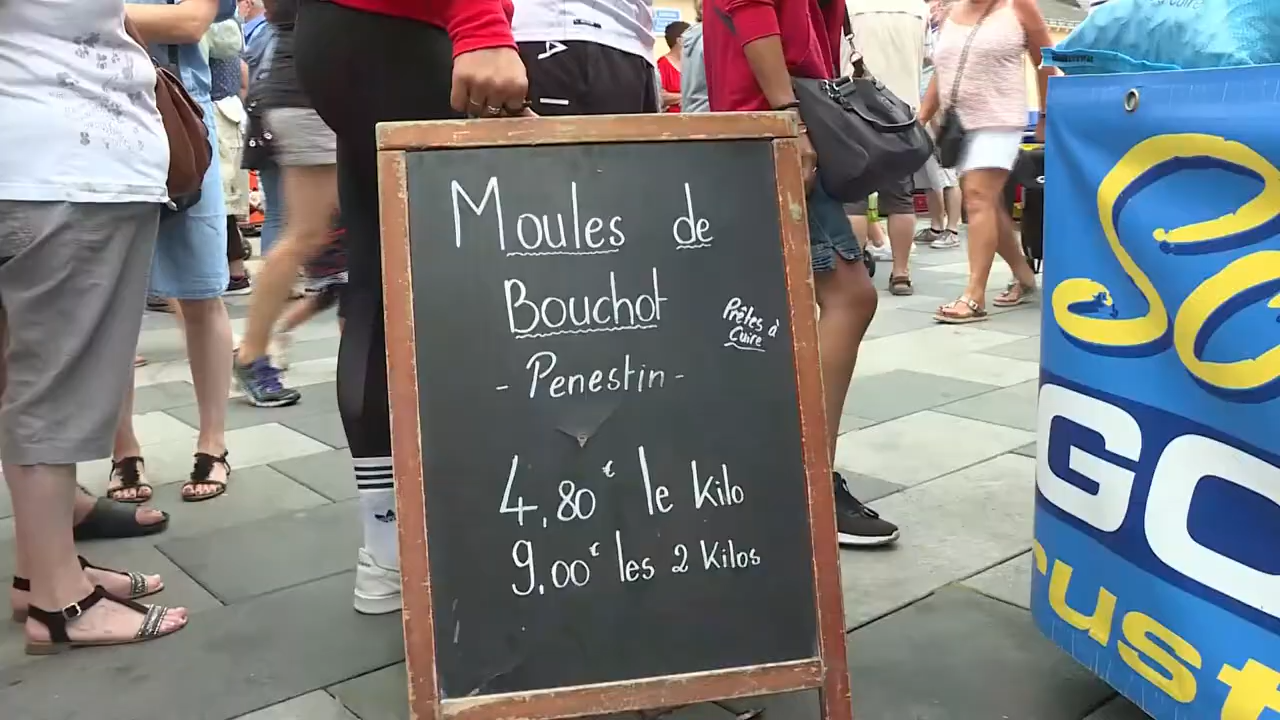 Moules de
Bouchot
Prêtes à
Cuire
- Penestin -
4,80€ le Kilo
9,00€ les 2 Kilos